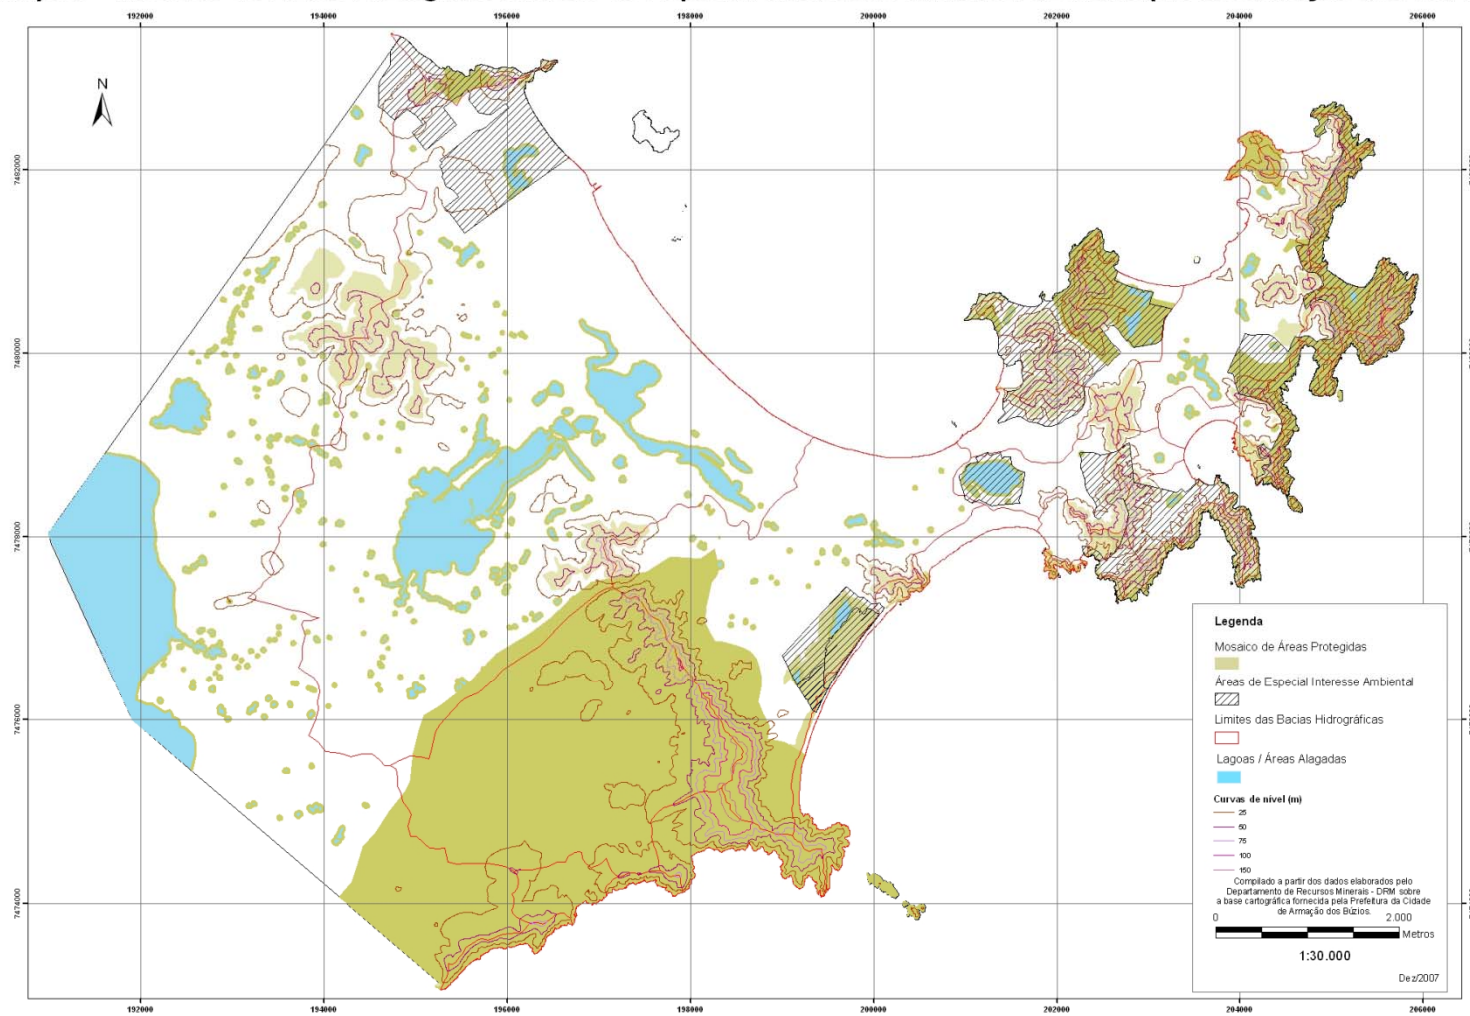 192000 194000 196000 198000 200000 202000 204000 206000
N
7482000
7480000
7478000
7476000
7474000
Legenda
Mosaico de Áreas Protegidas
Áreas de Especial Interesse Ambiental
Limites das Bacias Hidrográficas
Lagoas / Áreas Alagadas
Curvas de nível (m)
25
50
75
100
150
Compilado a partir dos dados elaborados pelo
Departamento de Recursos Minerais - DRM sobre
a base cartográfica fornecida pela Prefeitura da Cidade
de Armação dos Búzios.
0 2.000
Metros
1:30.000
Dez/2007
192000 194000 196000 198000 200000 202000 204000 206000